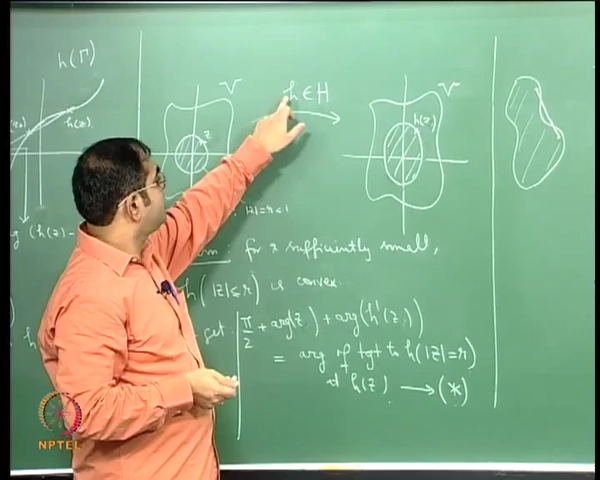 h(Γ)
h(z)
V
z
h ∈ H
V
h(z)
|z|=r<1
for r sufficiently small,
h(|z|≤r) is convex.
get: π/2 + arg(z) + arg(h'(z))
= arg of tgt to h(|z|=r)
at h(z) → (*)
NPTEL